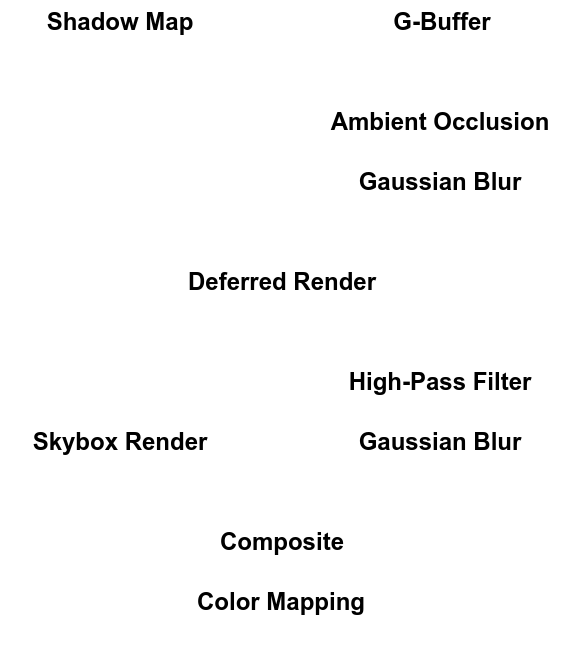 Shadow Map
G-Buffer
Ambient Occlusion
Gaussian Blur
Deferred Render
High-Pass Filter
Skybox Render
Gaussian Blur
Composite
Color Mapping